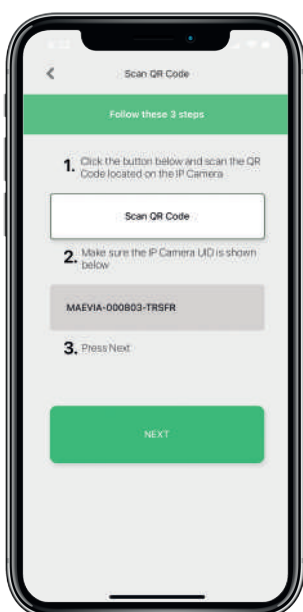 Scan QR Code
Follow these 3 steps
1. Click the button below and scan the QR
Code located on the IP Camera
Scan QR Code
2. Make sure the IP Camera UID is shown
below
MAEVIA-000803-TRSFR
3. Press Next
NEXT